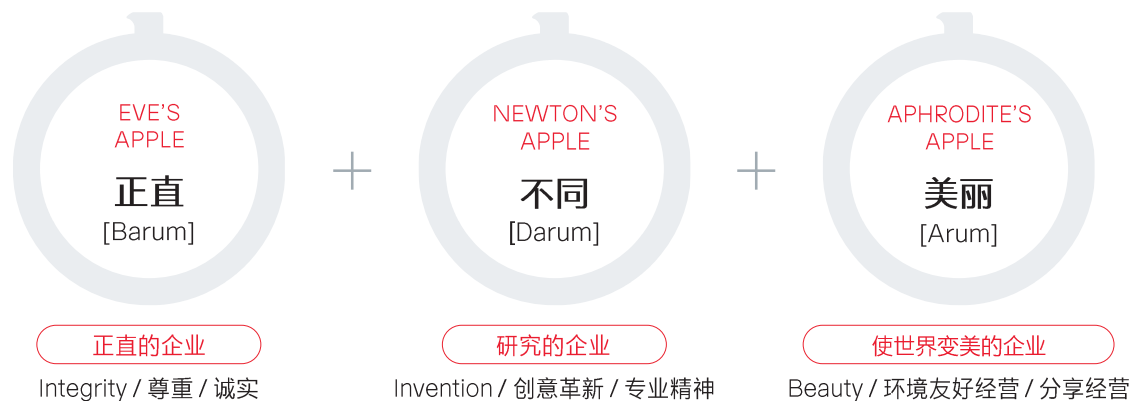 EVE'S
APPLE
正直
[Barum]
正直的企业
Integrity / 尊重 / 诚实
NEWTON'S
APPLE
不同
[Darum]
研究的企业
Invention / 创意革新 / 专业精神
APHRODITE'S
APPLE
美丽
[Arum]
使世界变美的企业
Beauty / 环境友好经营 / 分享经营